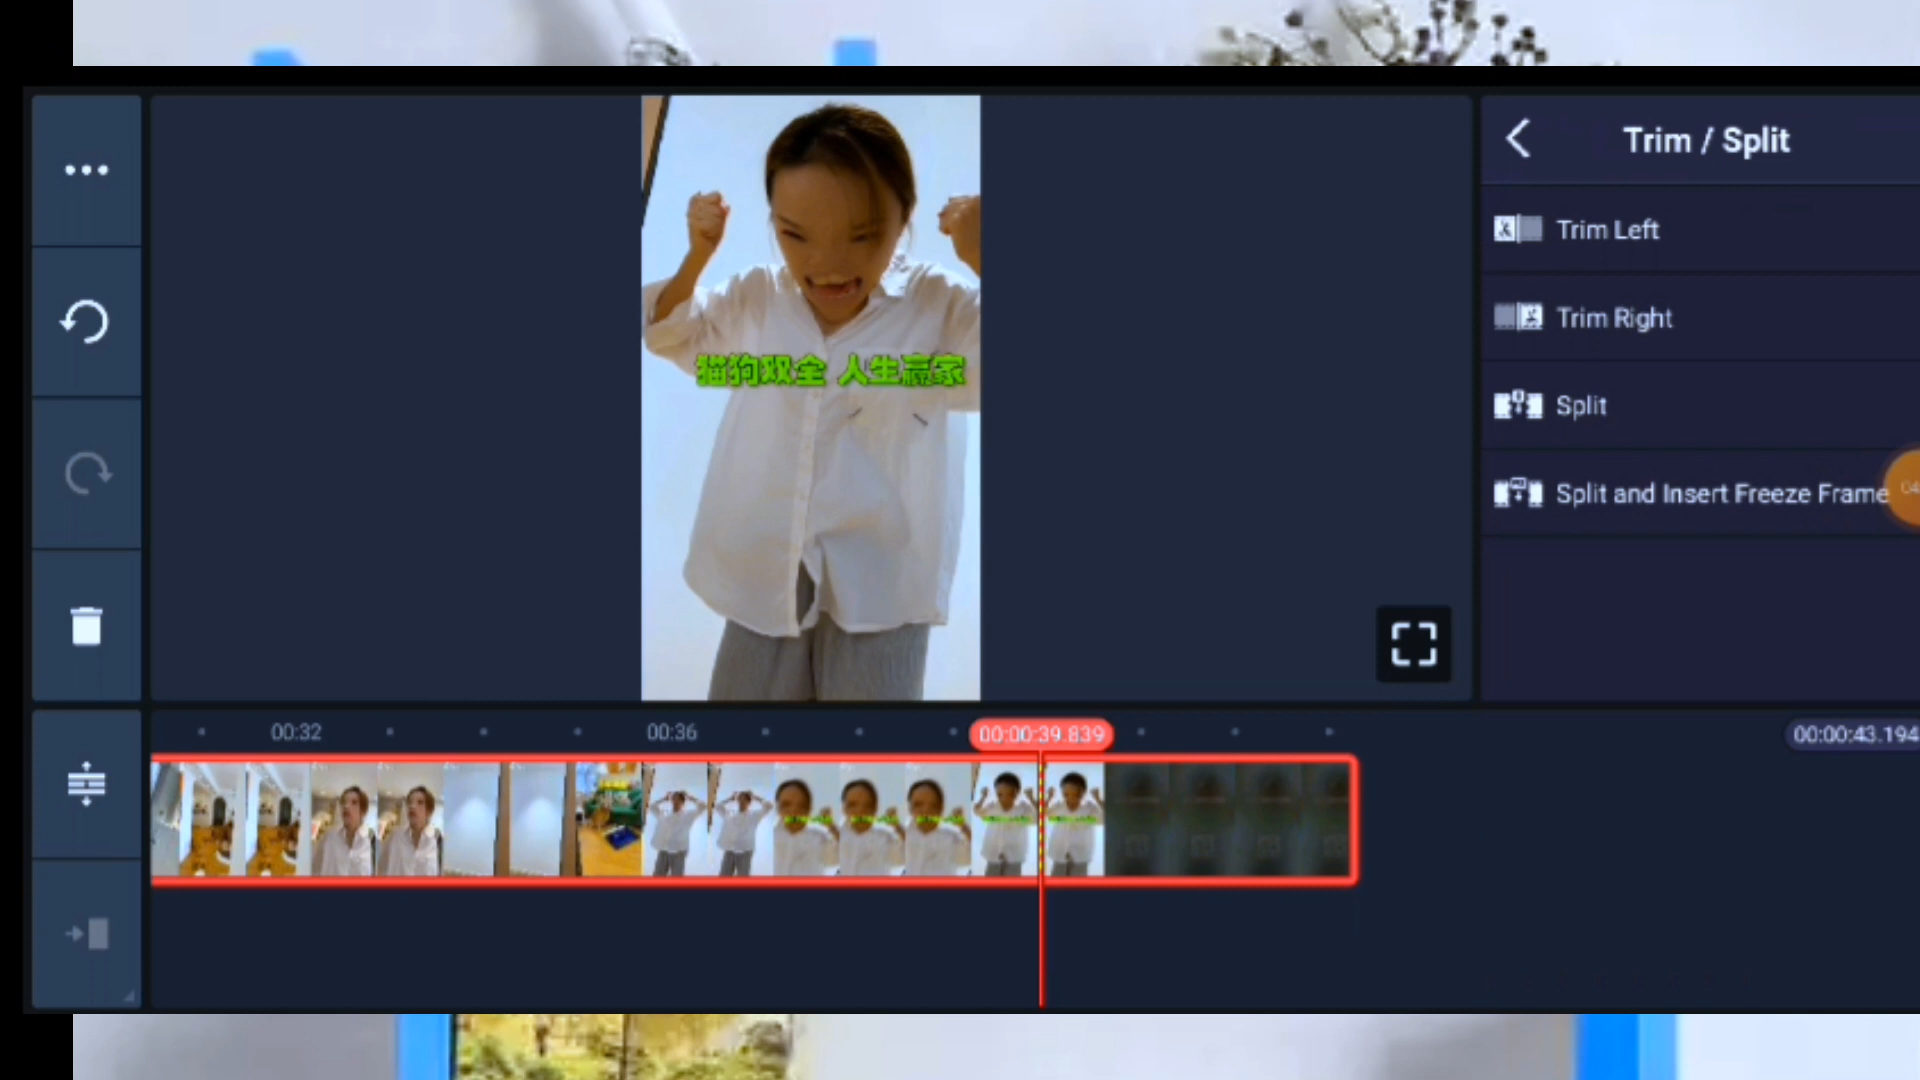 Trim / Split
Trim Left
Trim Right
Split
Split and Insert Freeze Frame
04
猫狗双全 人生赢家
00:32
00:36
00:00:39.839
00:00:43.194